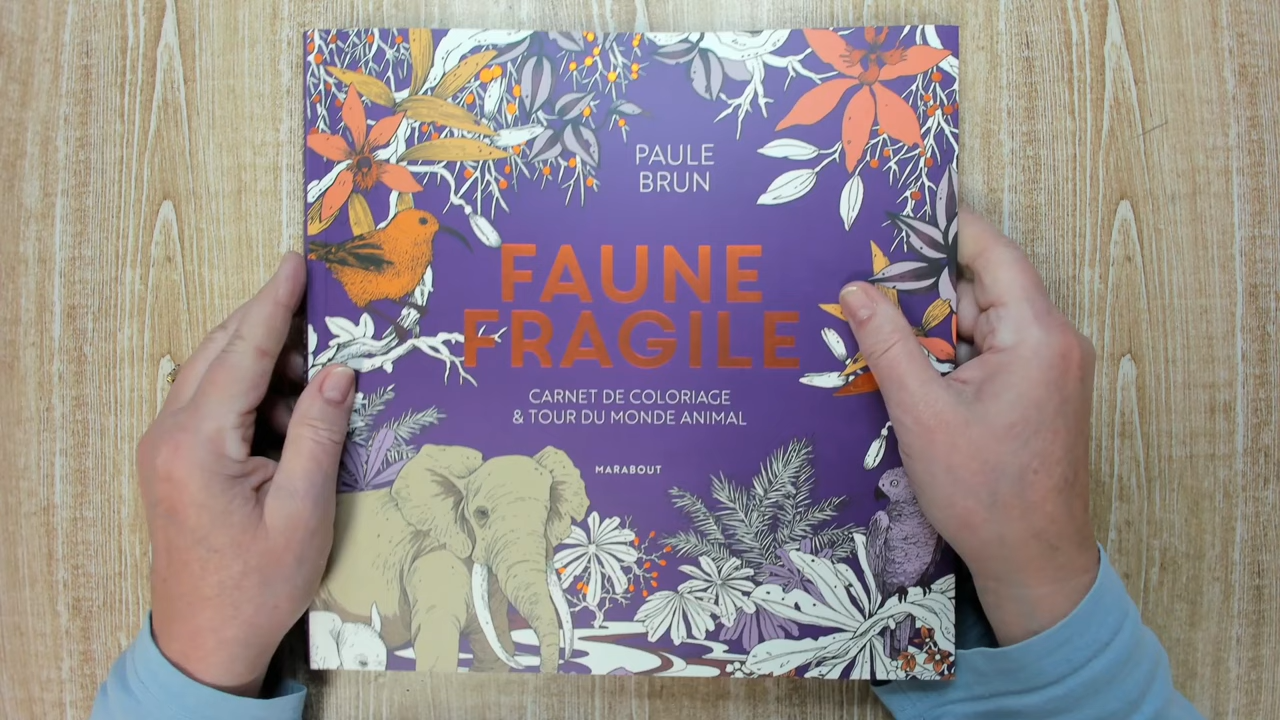 PAULE
BRUN
FAUNE
FRAGILE
CARNET DE COLORIAGE
& TOUR DU MONDE ANIMAL
MARABOUT